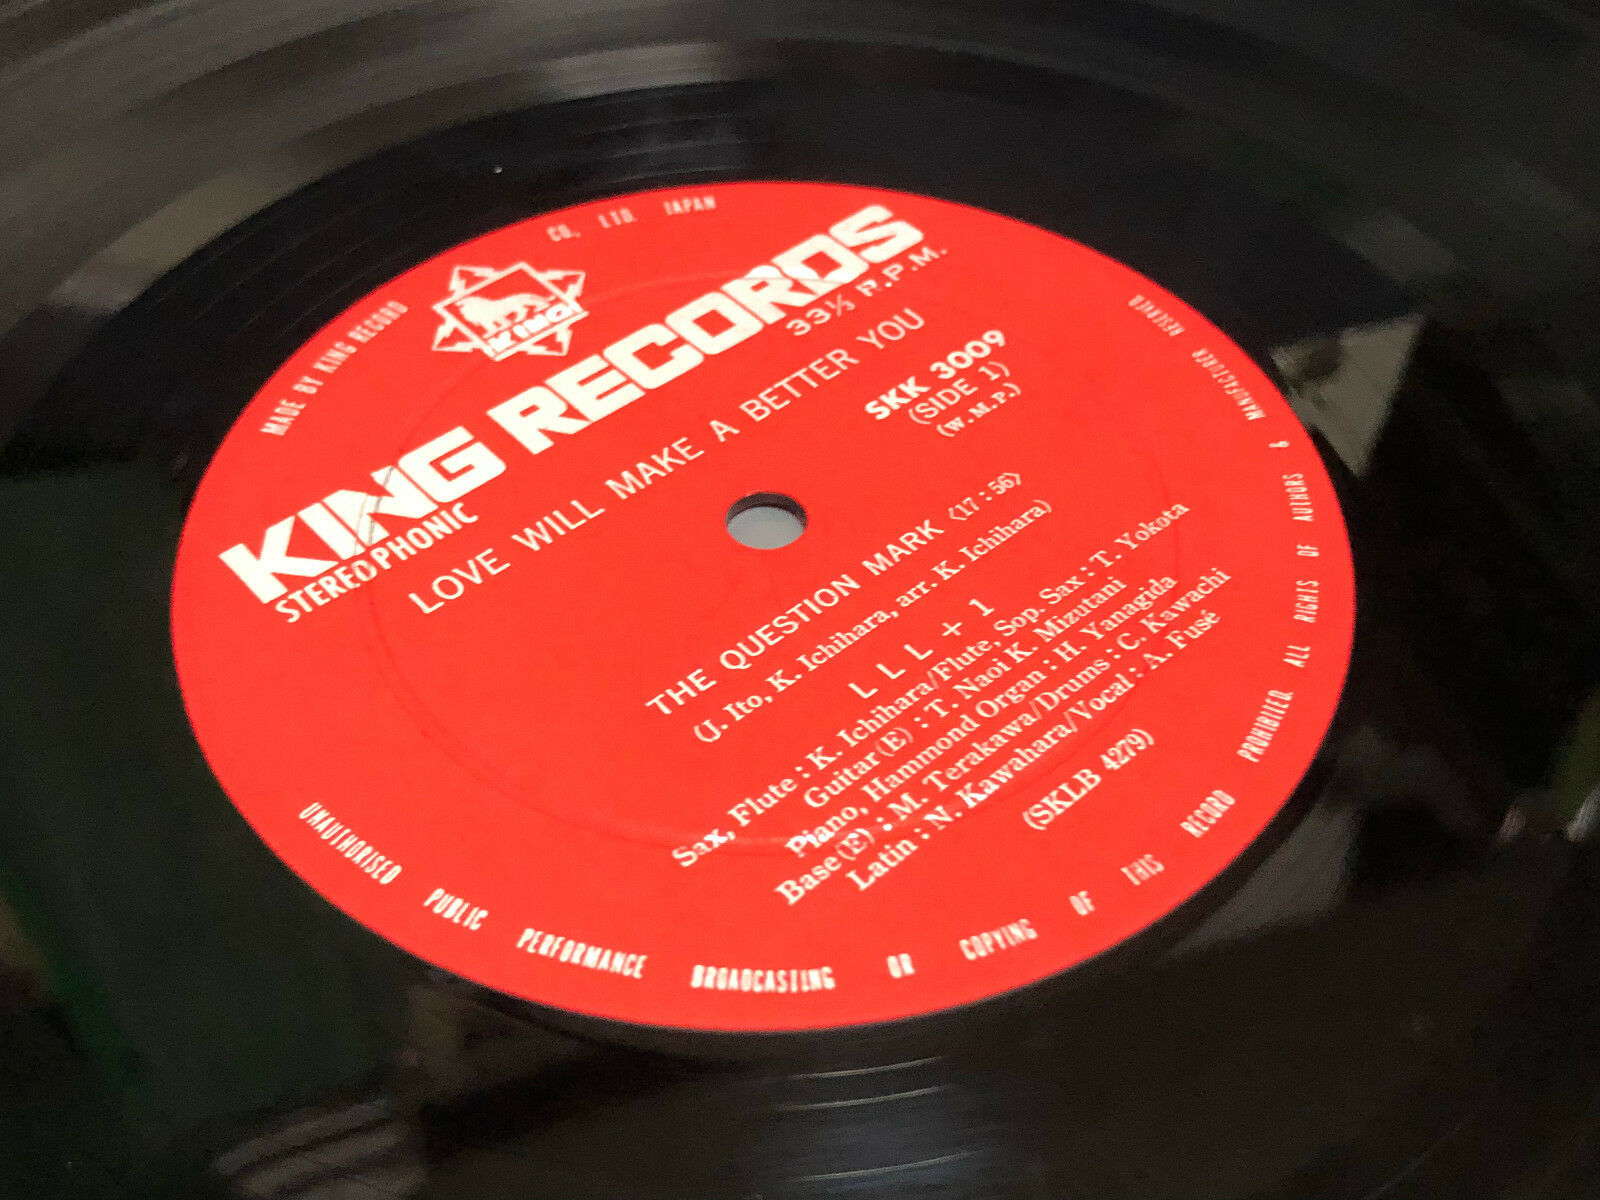 MADE BY KING RECORD CO., LTD. JAPAN
KING
KING RECORDS
STEREOPHONIC
33⅓ R.P.M.
LOVE WILL MAKE A BETTER YOU
SKK 3009
(SIDE 1)
(W.M.P.)
THE QUESTION MARK 〈17:56〉
(J. Ito, K. Ichihara, arr. K. Ichihara)
L L L + 1
Sax, Flute : K. Ichihara/Flute, Sop. Sax : T. Yokota
Guitar(E) : T. Naoi K. Mizutani
Piano, Hammond Organ : H. Yanagida
Base(E) : M. Terakawa/Drums : C. Kawachi
Latin : N. Kawahara/Vocal : A. Fusé
(SKLB 4279)
UNAUTHORISED PUBLIC PERFORMANCE BROADCASTING OR COPYING OF THIS RECORD PROHIBITED. ALL RIGHTS OF AUTHORS & MANUFACTURER RESERVED